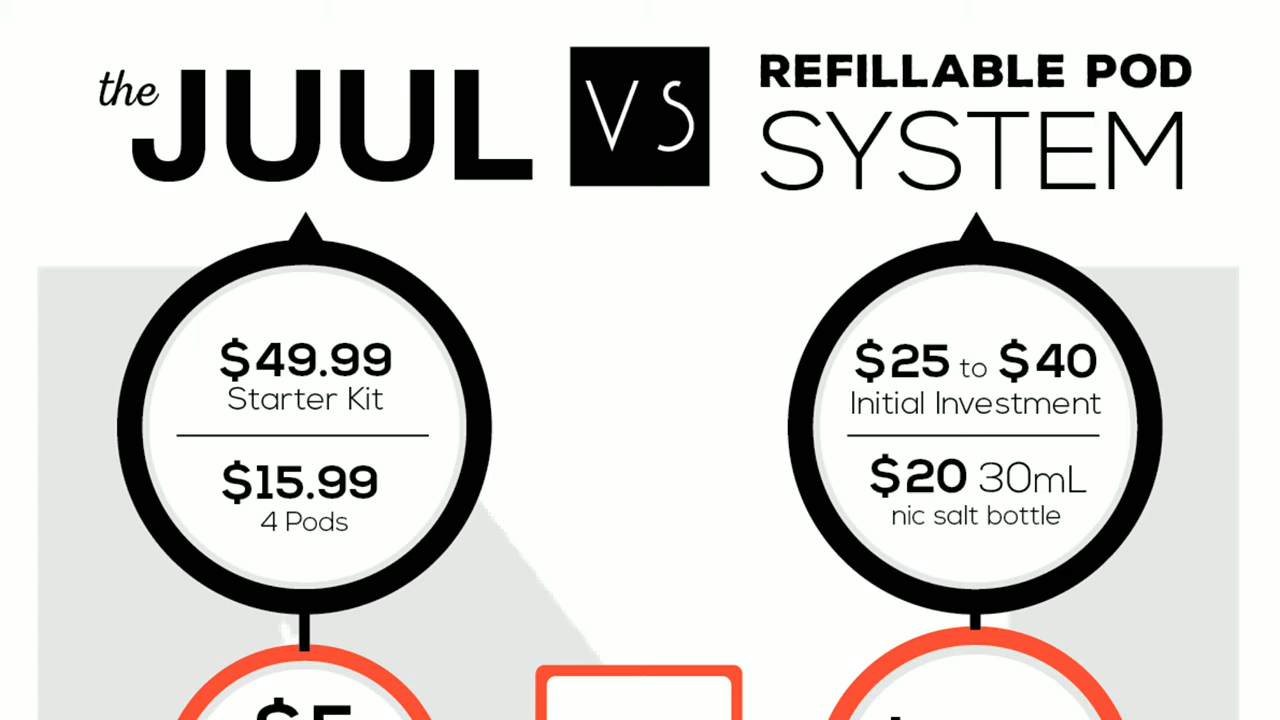 the
JUUL
VS
REFILLABLE POD
SYSTEM
$49.99
Starter Kit
$15.99
4 Pods
$25 to $40
Initial Investment
$20 30mL
nic salt bottle